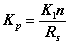 Kₚ = K₁n / Rₛ